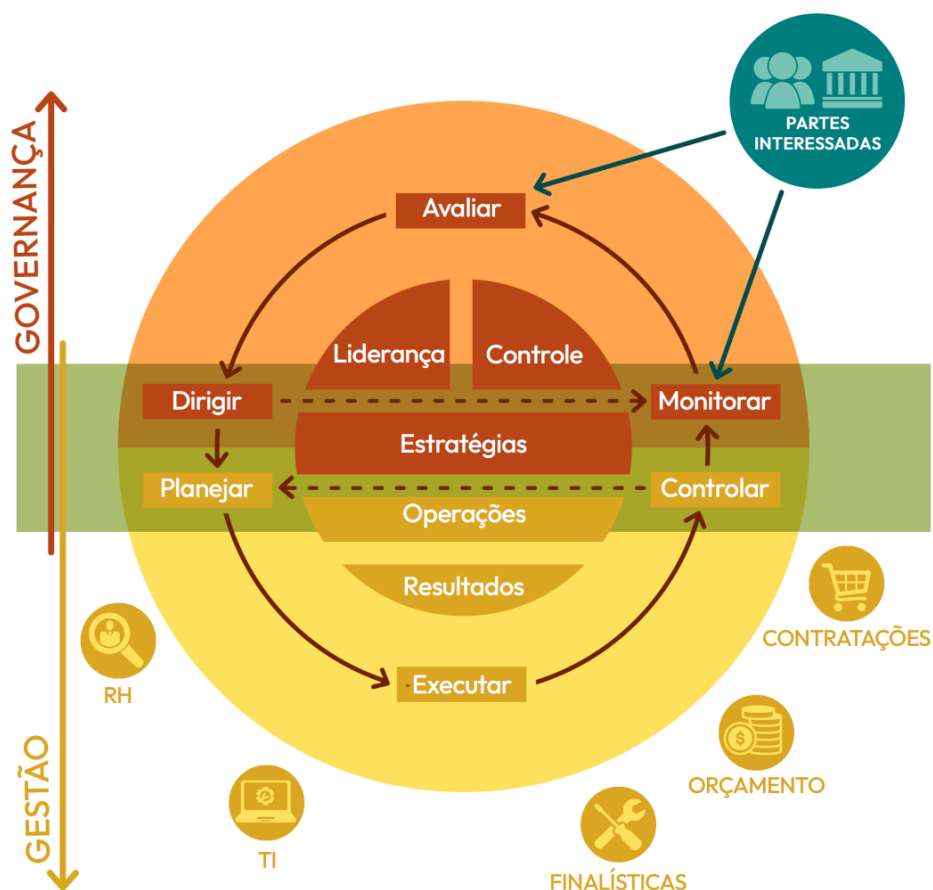 PARTES
INTERESSADAS
GOVERNANÇA
Avaliar
Liderança
Controle
Dirigir
Monitorar
Estratégias
Planejar
Controlar
Operações
Resultados
Executar
CONTRATAÇÕES
RH
ORÇAMENTO
GESTÃO
TI
FINALÍSTICAS
$